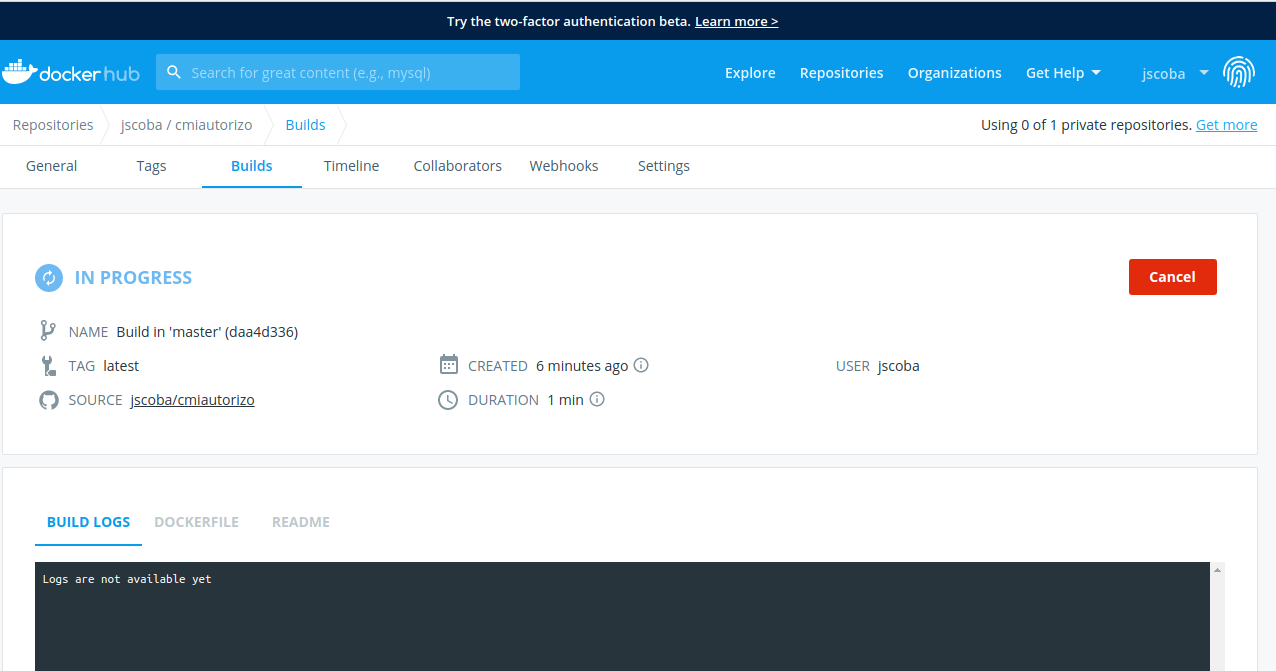 Try the two-factor authentication beta. Learn more >
docker hub Search for great content (e.g., mysql) Explore Repositories Organizations Get Help jscoba
Repositories jscoba / cmiautorizo Builds Using 0 of 1 private repositories. Get more
General Tags Builds Timeline Collaborators Webhooks Settings
IN PROGRESS Cancel
NAME Build in 'master' (daa4d336)
TAG latest CREATED 6 minutes ago USER jscoba
SOURCE jscoba/cmiautorizo DURATION 1 min
BUILD LOGS DOCKERFILE README
Logs are not available yet